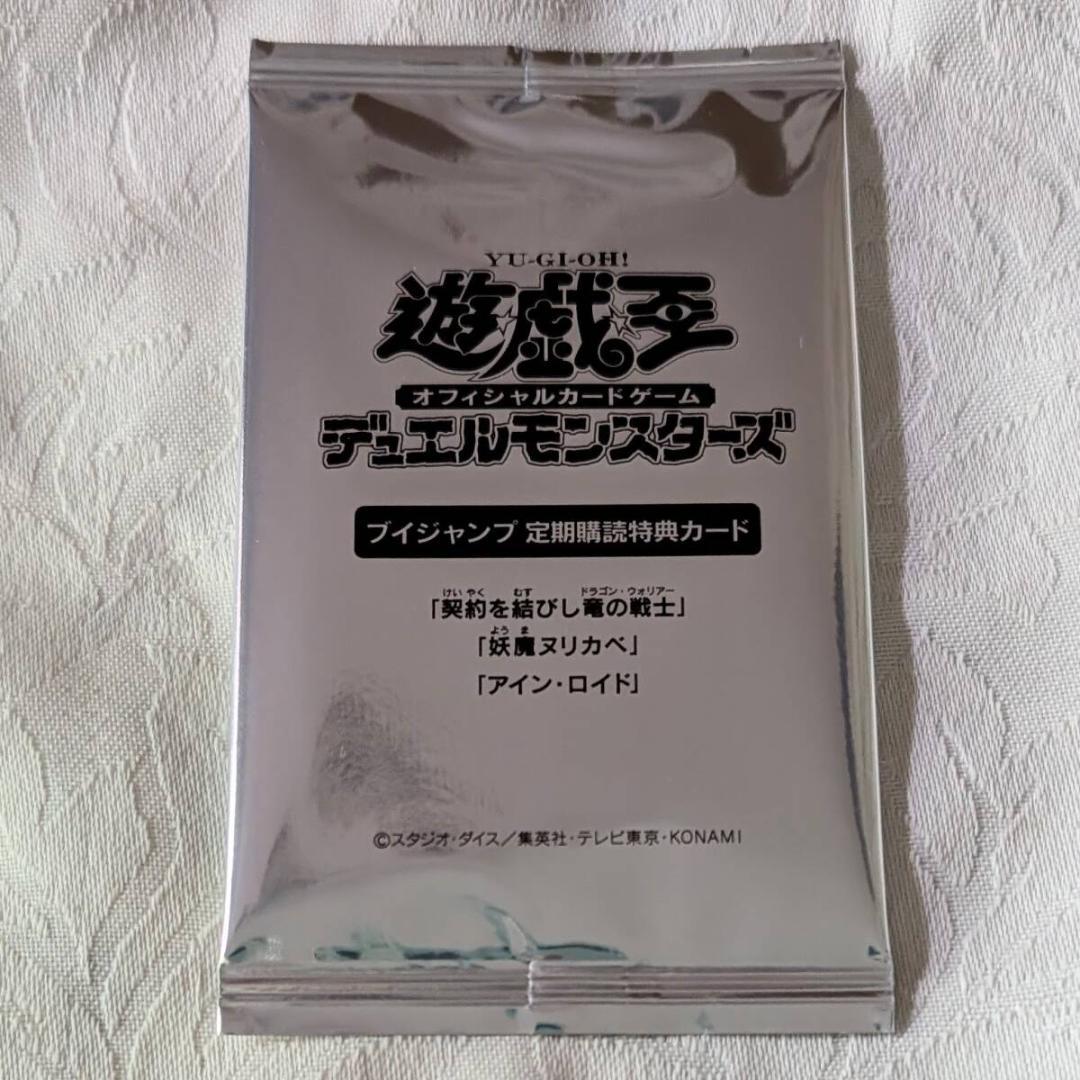 YU-GI-OH!
遊☆戯☆王
オフィシャルカードゲーム
デュエルモンスターズ
ブイジャンプ 定期購読特典カード
けいやく むす ドラゴン・ウォリアー
「契約を結びし竜の戦士」
ようま
「妖魔ヌリカベ」
「アイン・ロイド」
©スタジオ・ダイス/集英社・テレビ東京・KONAMI